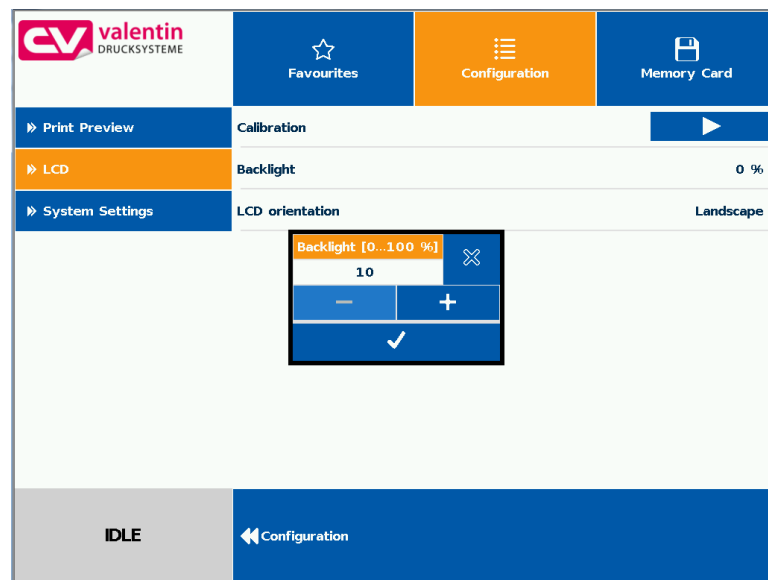 CV valentin
DRUCKSYSTEME
Favourites
Configuration
Memory Card
Print Preview
Calibration
LCD
Backlight
0 %
System Settings
LCD orientation
Landscape
Backlight [0...100 %]
10
IDLE
Configuration